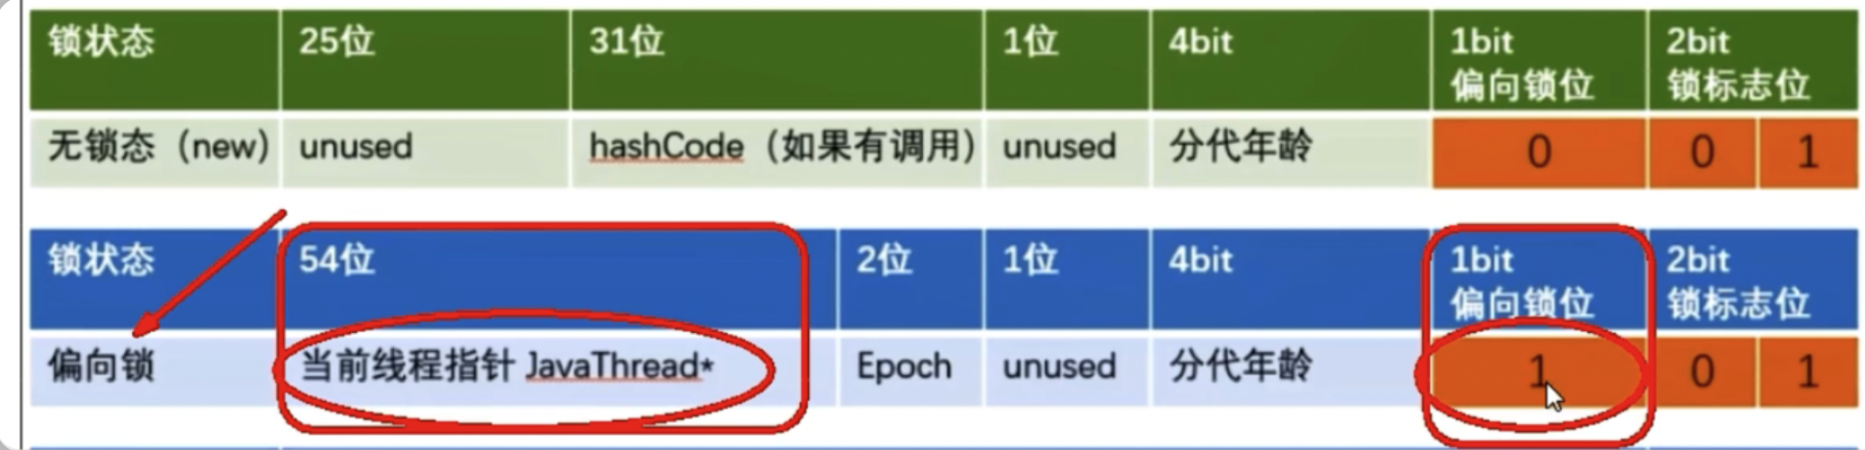 锁状态 25位 31位 1位 4bit 1bit 2bit
偏向锁位 锁标志位
无锁态（new） unused hashCode（如果有调用） unused 分代年龄 0 0 1
锁状态 54位 2位 1位 4bit 1bit 2bit
偏向锁位 锁标志位
偏向锁 当前线程指针 JavaThread* Epoch unused 分代年龄 1 0 1